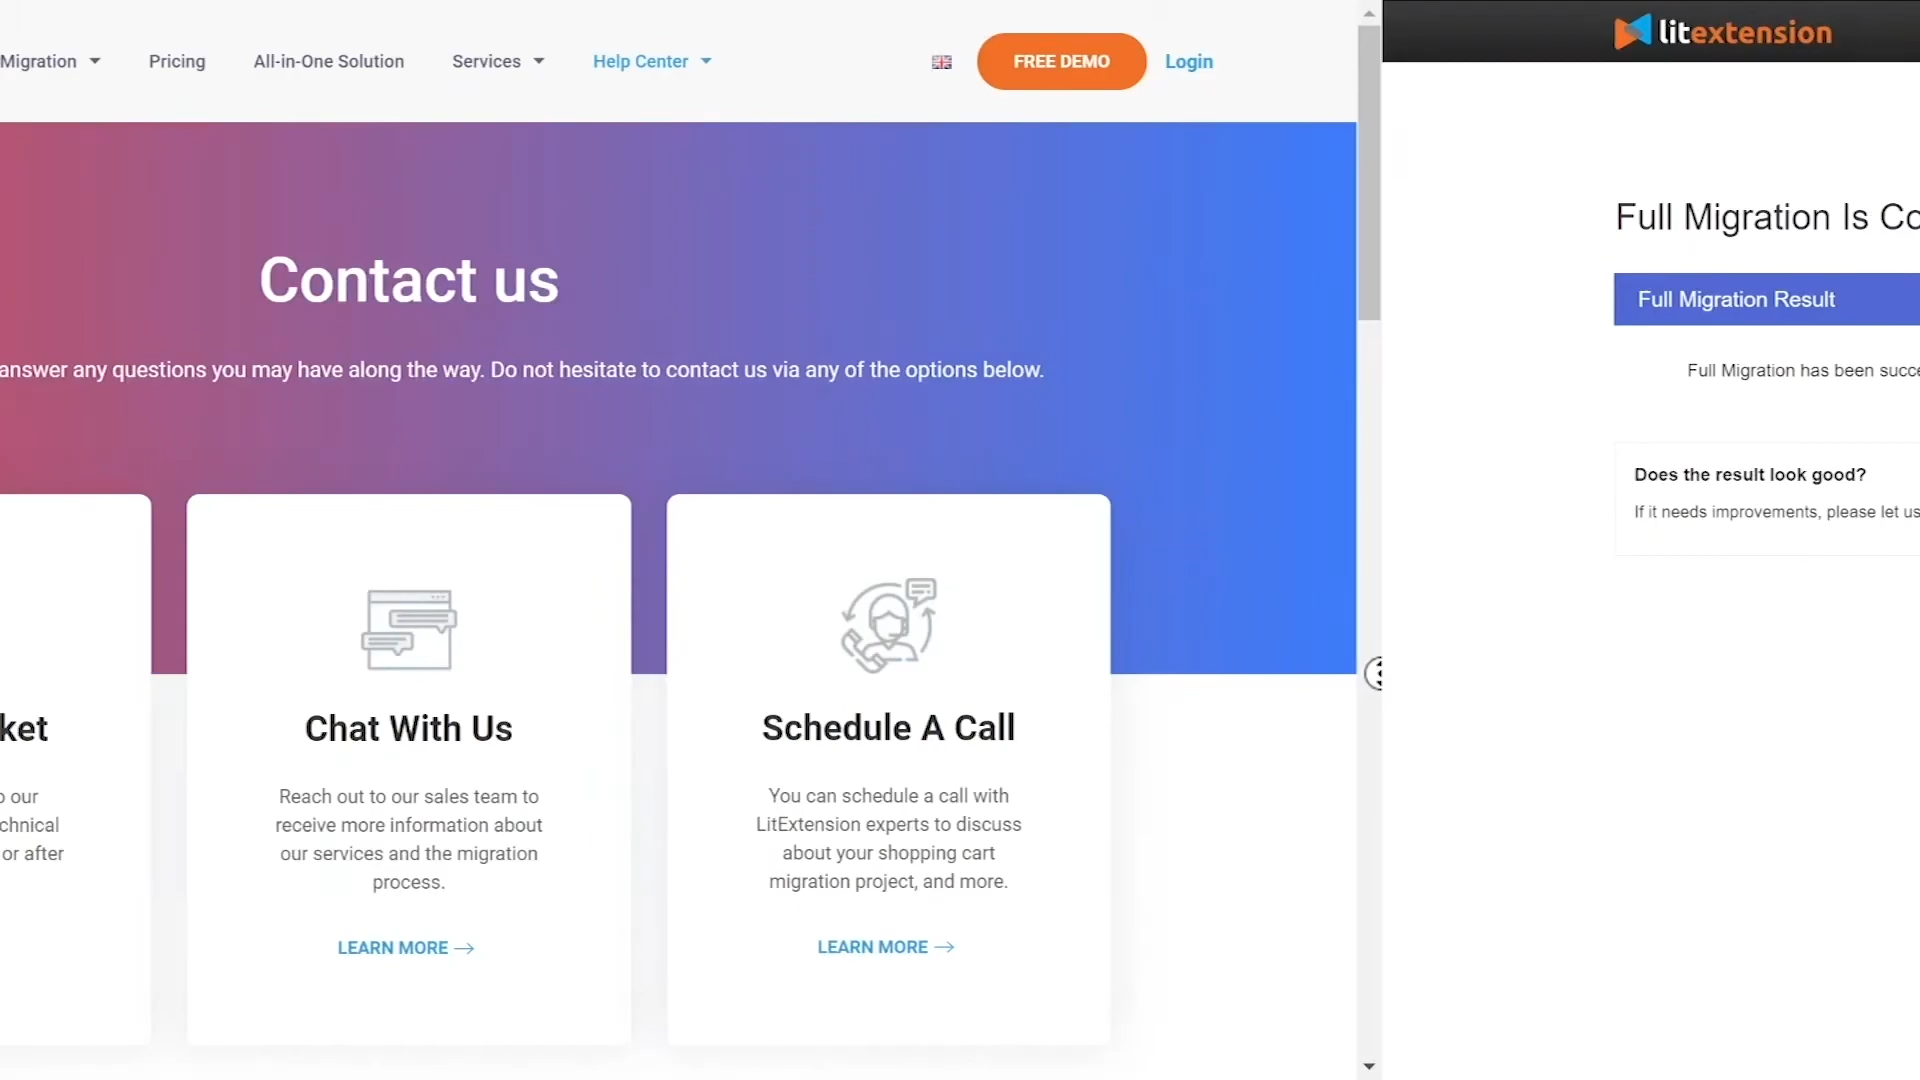 Migration
Pricing
All-in-One Solution
Services
Help Center
FREE DEMO
Login
Contact us
answer any questions you may have along the way. Do not hesitate to contact us via any of the options below.
ket
o our
chnical
or after
Chat With Us
Reach out to our sales team to
receive more information about
our services and the migration
process.
LEARN MORE
Schedule A Call
You can schedule a call with
LitExtension experts to discuss
about your shopping cart
migration project, and more.
LEARN MORE
litextension
Full Migration Is Co
Full Migration Result
Full Migration has been succe
Does the result look good?
If it needs improvements, please let us